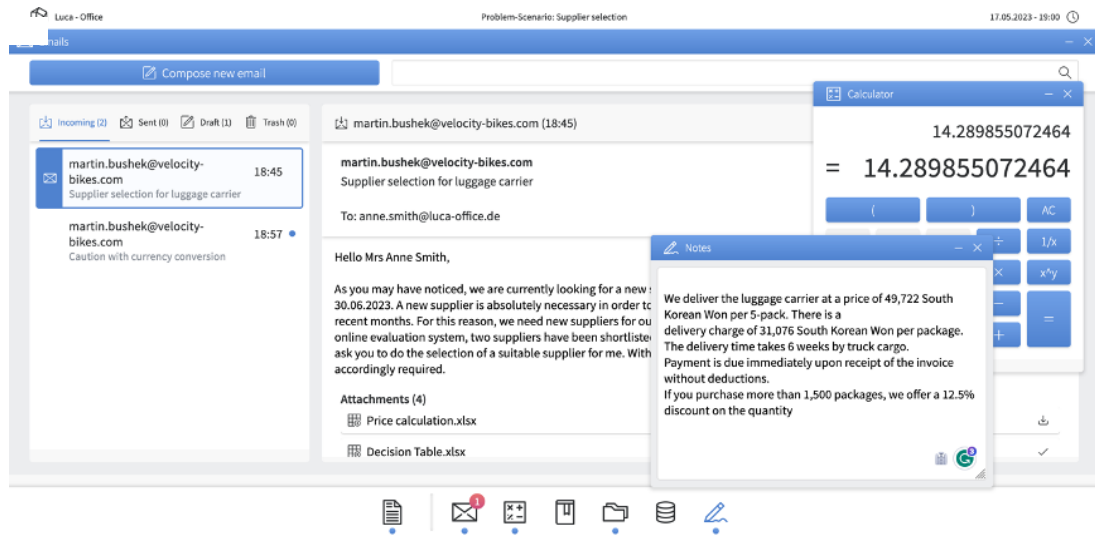 Luca - Office
Problem-Scenario: Supplier selection
17.05.2023 - 19:00
mails
Compose new email
Incoming (2)
Sent (0)
Draft (1)
Trash (0)
martin.bushek@velocity-
bikes.com
18:45
Supplier selection for luggage carrier
martin.bushek@velocity-
bikes.com
18:57
Caution with currency conversion
martin.bushek@velocity-bikes.com (18:45)
martin.bushek@velocity-bikes.com
Supplier selection for luggage carrier
To: anne.smith@luca-office.de
Hello Mrs Anne Smith,
As you may have noticed, we are currently looking for a new
30.06.2023. A new supplier is absolutely necessary in order to
recent months. For this reason, we need new suppliers for ou
online evaluation system, two suppliers have been shortliste
ask you to do the selection of a suitable supplier for me. With
accordingly required.
Attachments (4)
Price calculation.xlsx
Decision Table.xlsx
Calculator
14.289855072464
= 14.289855072464
( ) AC
÷ 1/x
× x^y
− =
+
Notes
We deliver the luggage carrier at a price of 49,722 South
Korean Won per 5-pack. There is a
delivery charge of 31,076 South Korean Won per package.
The delivery time takes 6 weeks by truck cargo.
Payment is due immediately upon receipt of the invoice
without deductions.
If you purchase more than 1,500 packages, we offer a 12.5%
discount on the quantity
3
1